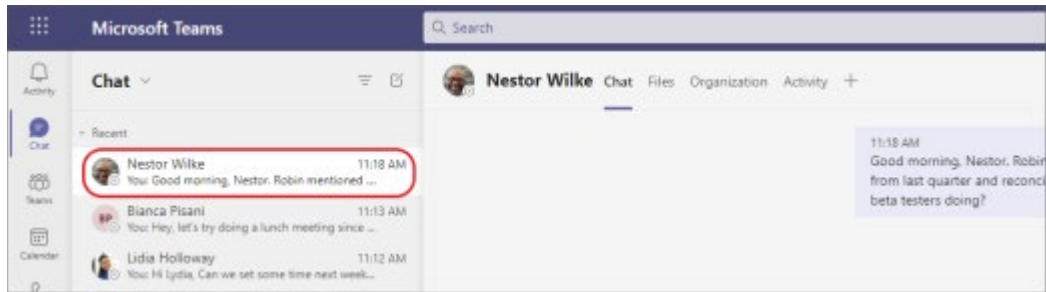 Microsoft Teams
Search
Activity
Chat
Teams
Calendar
Chat
Recent
Nestor Wilke 11:18 AM
You: Good morning, Nestor. Robin mentioned ....
BP
Bianca Pisani 11:13 AM
You: Hey, let's try doing a lunch meeting since ...
Lidia Holloway 11:12 AM
You: Hi Lydia, Can we set some time next week...
Nestor Wilke Chat Files Organization Activity +
11:18 AM
Good morning, Nestor. Robin
from last quarter and reconci
beta testers doing?